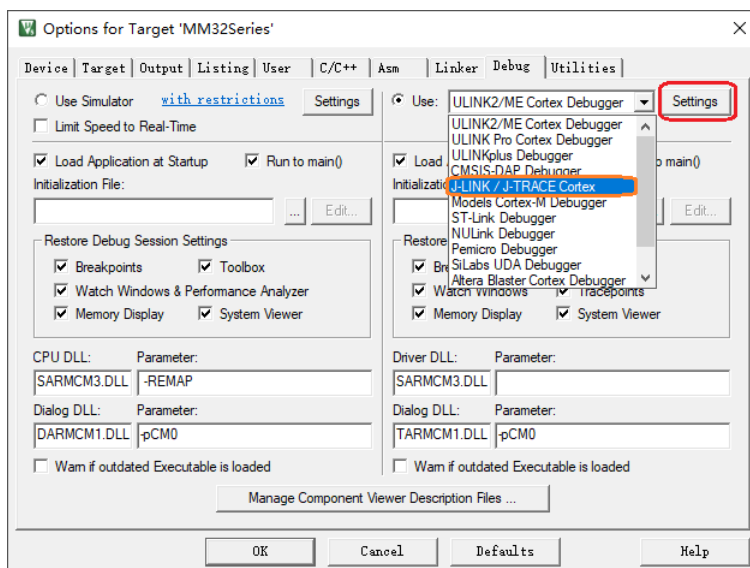 Options for Target 'MM32Series'
Device Target Output Listing User C/C++ Asm Linker Debug Utilities
Use Simulator with restrictions Settings
Limit Speed to Real-Time
Use: ULINK2/ME Cortex Debugger Settings
ULINK2/ME Cortex Debugger
ULINK Pro Cortex Debugger
ULINKplus Debugger
CMSIS-DAP Debugger
J-LINK / J-TRACE Cortex
Models Cortex-M Debugger
ST-Link Debugger
NULink Debugger
Pemicro Debugger
SiLabs UDA Debugger
Altera Blaster Cortex Debugger
Load Application at Startup Run to main()
Initialization File:
... Edit...
Restore Debug Session Settings
Breakpoints Toolbox
Watch Windows & Performance Analyzer
Memory Display System Viewer
main()
Edit...
Watch Windows Tracepoints
Memory Display System Viewer
CPU DLL: Parameter:
SARMCM3.DLL -REMAP
Dialog DLL: Parameter:
DARMCM1.DLL -pCM0
Warn if outdated Executable is loaded
Driver DLL: Parameter:
SARMCM3.DLL
Dialog DLL: Parameter:
TARMCM1.DLL -pCM0
Warn if outdated Executable is loaded
Manage Component Viewer Description Files ...
OK Cancel Defaults Help